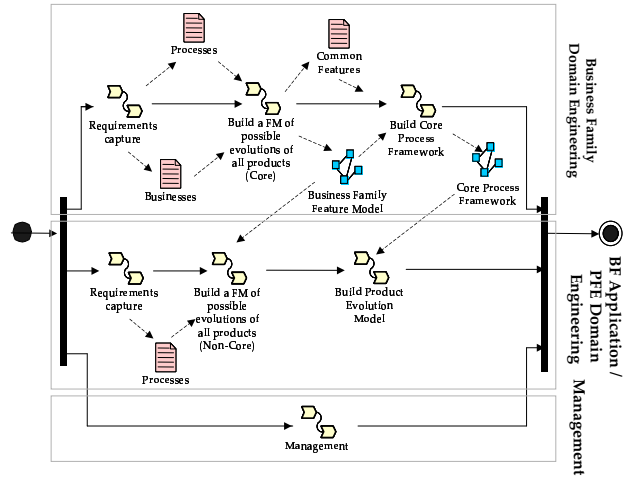 Processes
Common
Features
Requirements
capture
Build a FM of
possible
evolutions of
all products
(Core)
Build Core
Process
Framework
Businesses
Business Family
Feature Model
Core Process
Framework
Business Family
Domain Engineering
Requirements
capture
Build a FM of
possible
evolutions of
all products
(Non-Core)
Build Product
Evolution
Model
Processes
BF Application /
PFE Domain
Engineering
Management
Management